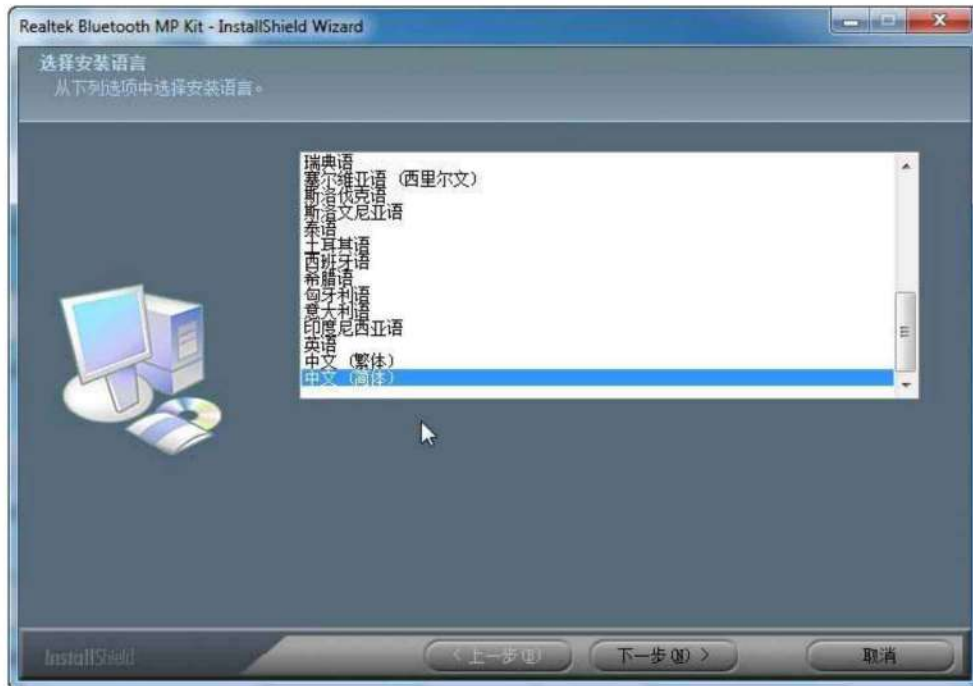 Realtek Bluetooth MP Kit - InstallShield Wizard
选择安装语言
从下列选项中选择安装语言。
瑞典语
塞尔维亚语 (西里尔文)
斯洛伐克语
斯洛文尼亚语
泰语
土耳其语
西班牙语
希腊语
匈牙利语
意大利语
印度尼西亚语
英语
中文 (繁体)
中文 (简体)
InstallShield
< 上一步(B)
下一步(N) >
取消